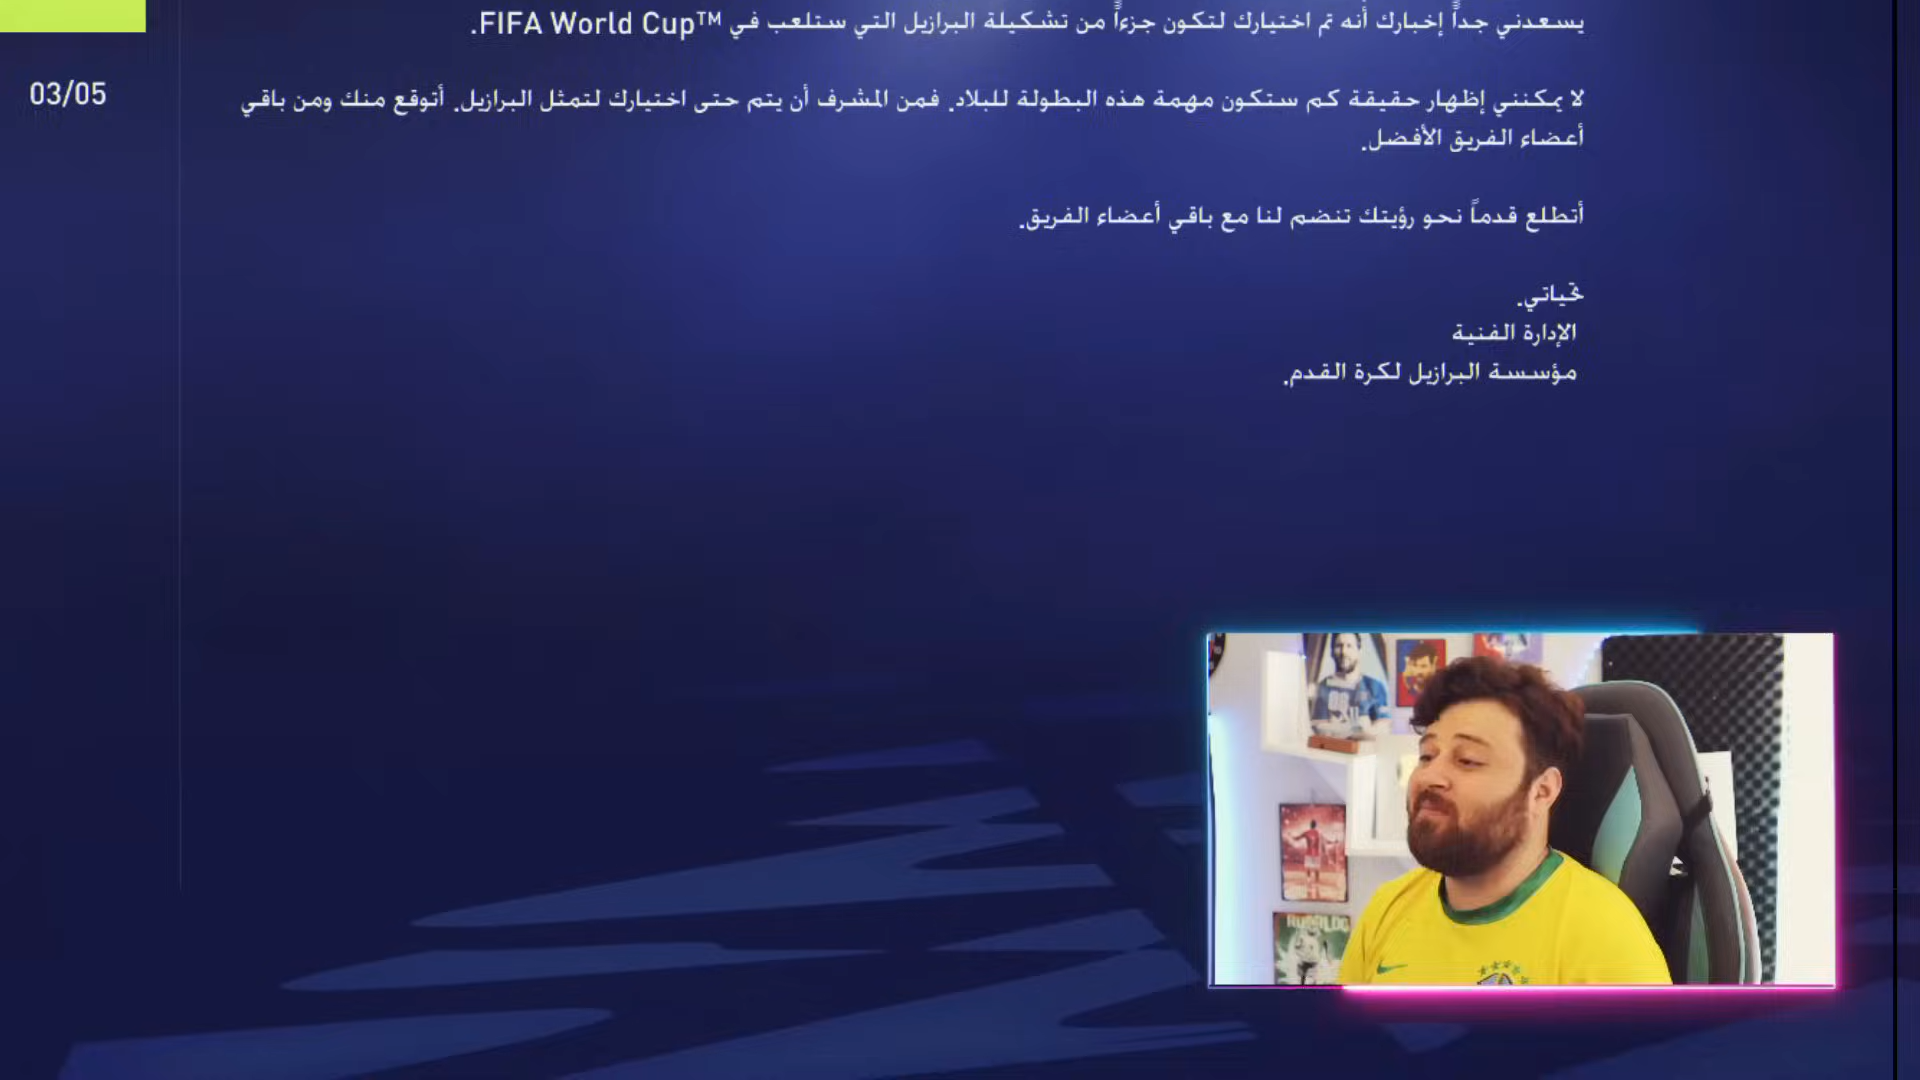 يسعدني جداً إخبارك أنه تم اختيارك لتكون جزءاً من تشكيلة البرازيل التي ستلعب في FIFA World Cup™.
03/05
لا يمكنني إظهار حقيقة كم ستكون مهمة هذه البطولة للبلاد. فمن المشرف أن يتم حتى اختيارك لتمثل البرازيل. أتوقع منك ومن باقي
أعضاء الفريق الأفضل.
أتطلع قدماً نحو رؤيتك تنضم لنا مع باقي أعضاء الفريق.
تحّياتي.
الإدارة الفنية
مؤسسة البرازيل لكرة القدم.
RONALDO